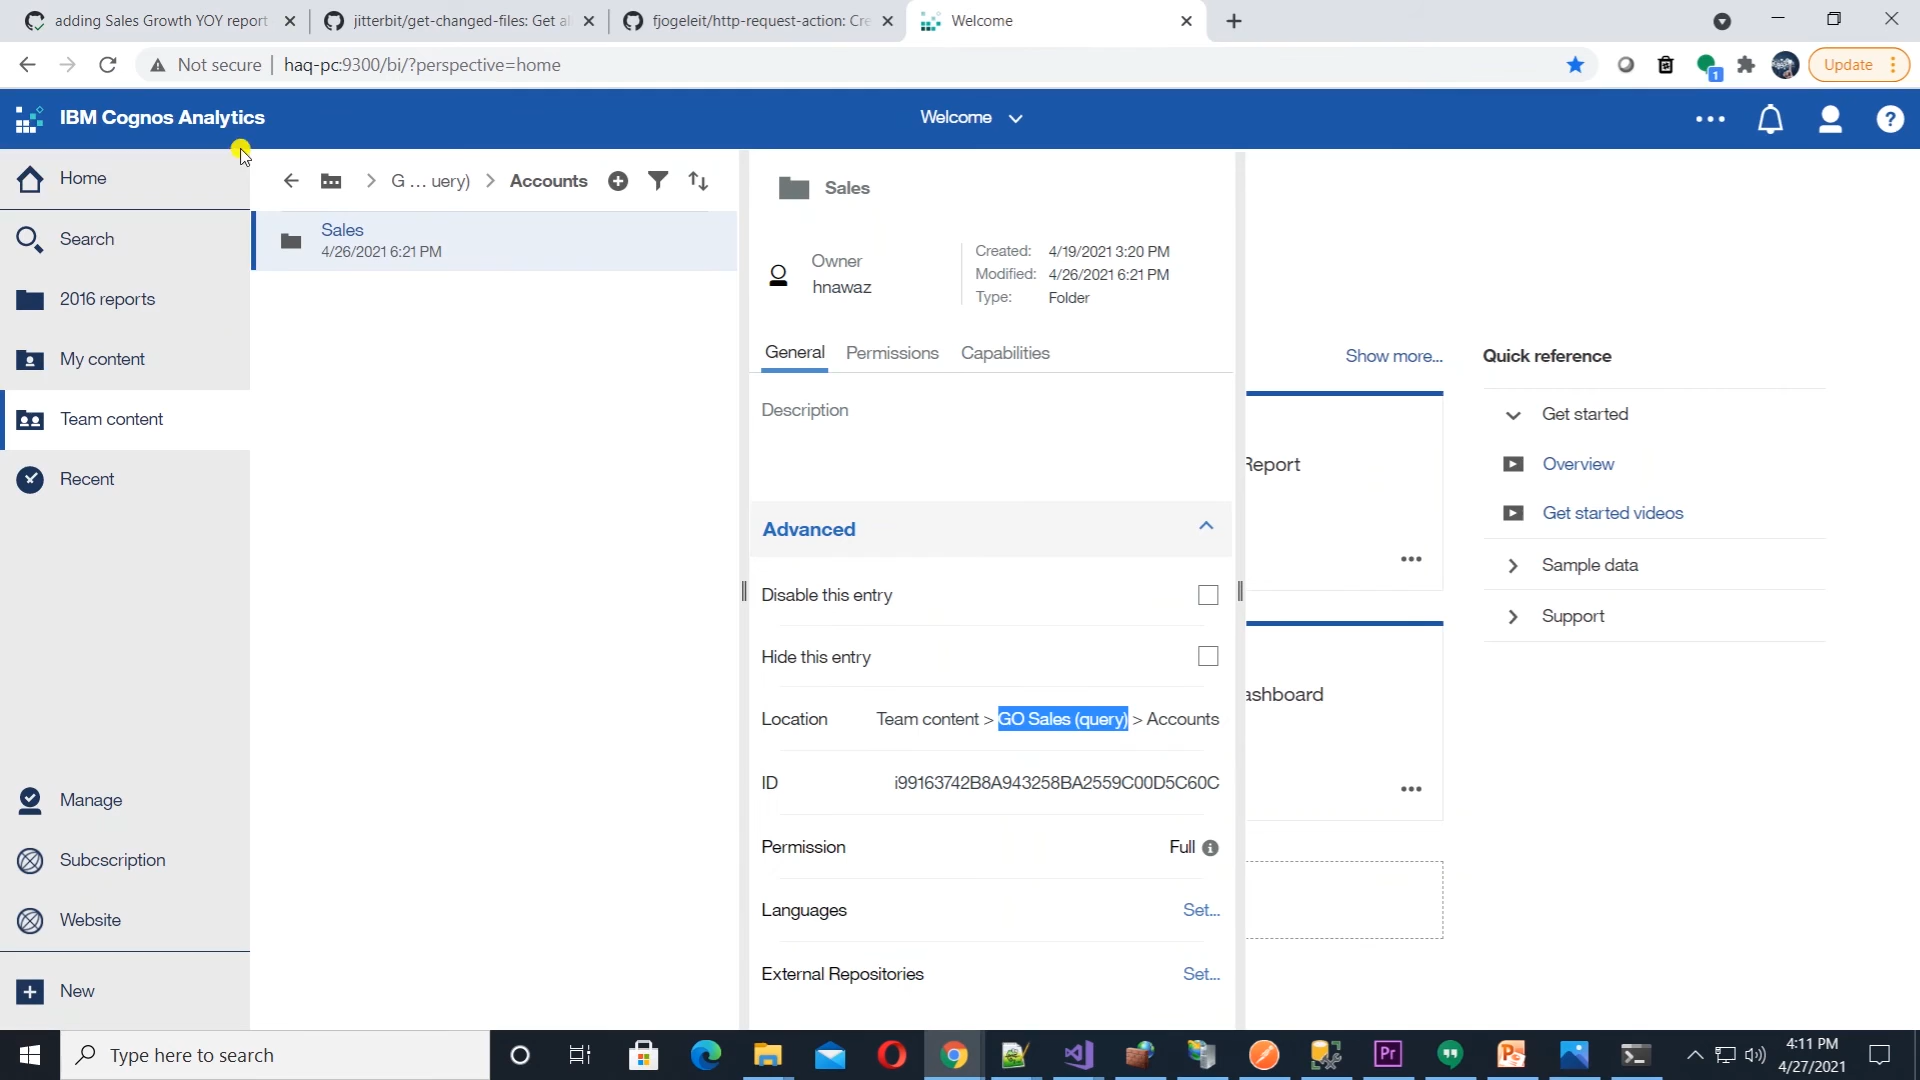 adding Sales Growth YOY report
jitterbit/get-changed-files: Get al
fjogeleit/http-request-action: Cre
Welcome
Not secure
haq-pc:9300/bi/?perspective=home
1
Update
IBM Cognos Analytics
Welcome
?
Home
Search
2016 reports
My content
Team content
Recent
Manage
Subcscription
Website
New
G ... uery)
Accounts
Sales
4/26/2021 6:21 PM
Sales
Owner
hnawaz
Created: 4/19/2021 3:20 PM
Modified: 4/26/2021 6:21 PM
Type: Folder
General
Permissions
Capabilities
Description
Advanced
Disable this entry
Hide this entry
Location Team content > GO Sales (query) > Accounts
ID i99163742B8A943258BA2559C00D5C60C
Permission Full
Languages Set...
External Repositories Set...
Show more...
Report
ashboard
Quick reference
Get started
Overview
Get started videos
Sample data
Support
Type here to search
Pr
4:11 PM
4/27/2021